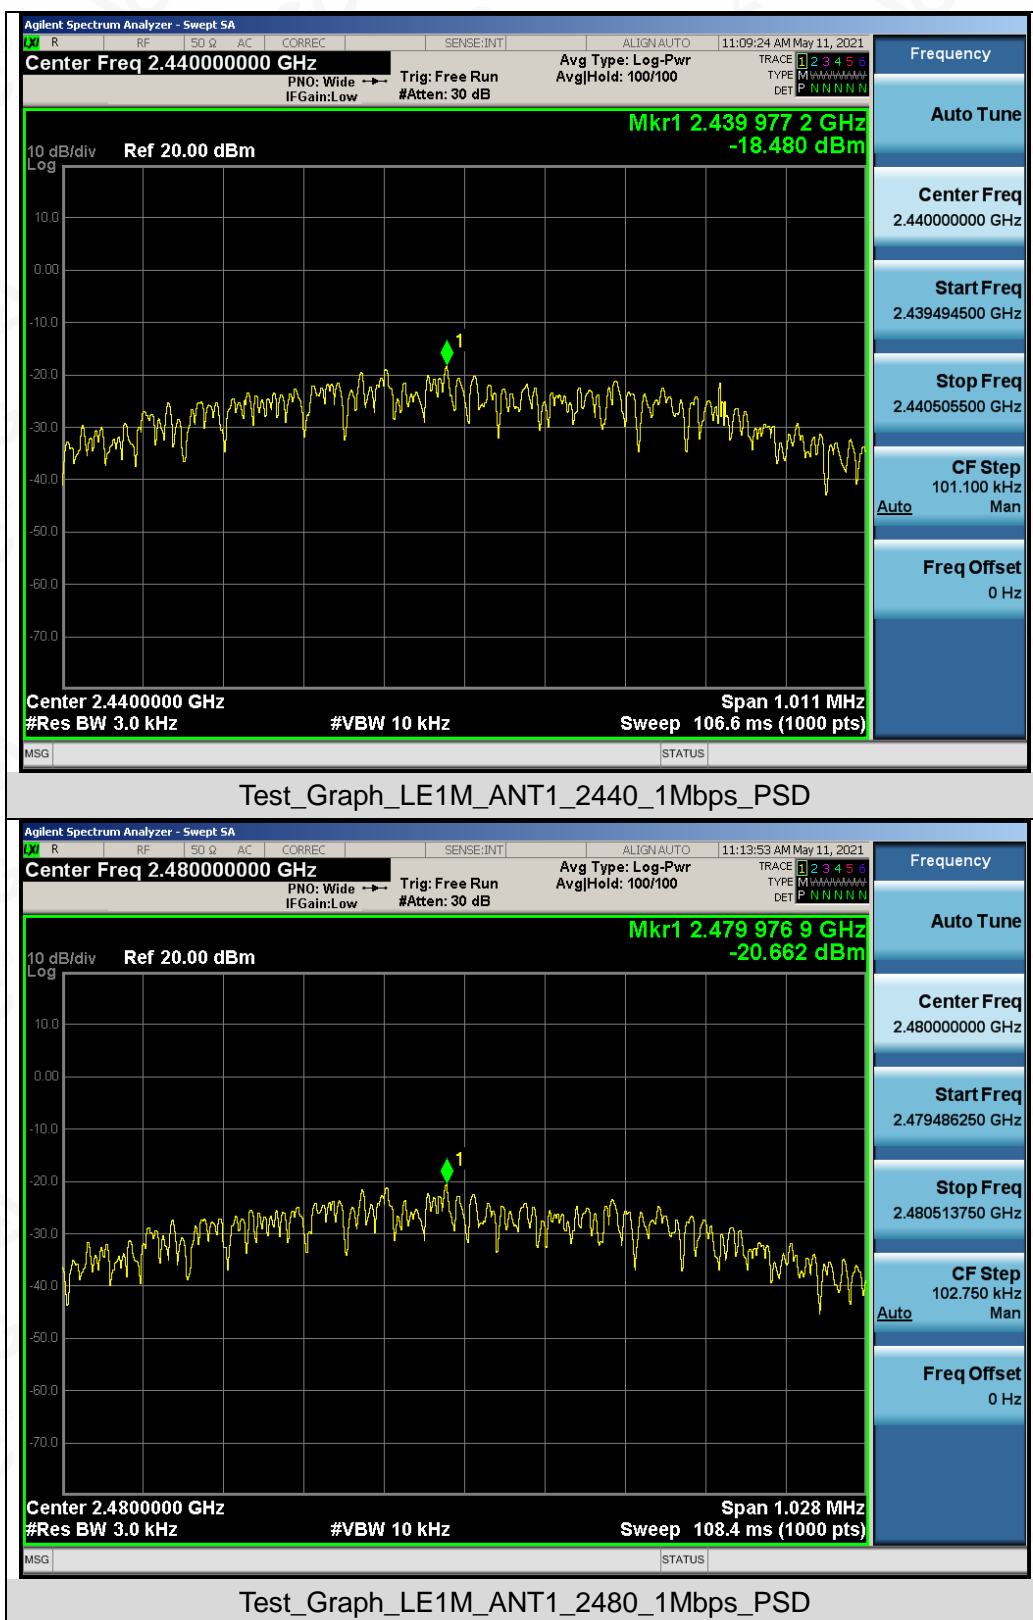 Agilent Spectrum Analyzer - Swept SA
LXI R RF 50 Ω AC CORREC SENSE:INT ALIGN AUTO 11:09:24 AM May 11, 2021
Center Freq 2.440000000 GHz
PNO: Wide
IFGain:Low
Trig: Free Run
#Atten: 30 dB
Avg Type: Log-Pwr
Avg|Hold: 100/100
TRACE 1 2 3 4 5 6
TYPE M WWWWW
DET P N N N N N
Mkr1 2.439 977 2 GHz
-18.480 dBm
10 dB/div Ref 20.00 dBm
Log
10.0
0.00
-10.0
-20.0
-30.0
-40.0
-50.0
-60.0
-70.0
1
Center 2.4400000 GHz Span 1.011 MHz
#Res BW 3.0 kHz #VBW 10 kHz Sweep 106.6 ms (1000 pts)
MSG STATUS
Frequency
Auto Tune
Center Freq
2.440000000 GHz
Start Freq
2.439494500 GHz
Stop Freq
2.440505500 GHz
CF Step
101.100 kHz
Auto Man
Freq Offset
0 Hz
Test_Graph_LE1M_ANT1_2440_1Mbps_PSD
Agilent Spectrum Analyzer - Swept SA
LXI R RF 50 Ω AC CORREC SENSE:INT ALIGN AUTO 11:13:53 AM May 11, 2021
Center Freq 2.480000000 GHz
PNO: Wide
IFGain:Low
Trig: Free Run
#Atten: 30 dB
Avg Type: Log-Pwr
Avg|Hold: 100/100
TRACE 1 2 3 4 5 6
TYPE M WWWWW
DET P N N N N N
Mkr1 2.479 976 9 GHz
-20.662 dBm
10 dB/div Ref 20.00 dBm
Log
10.0
0.00
-10.0
-20.0
-30.0
-40.0
-50.0
-60.0
-70.0
1
Center 2.4800000 GHz Span 1.028 MHz
#Res BW 3.0 kHz #VBW 10 kHz Sweep 108.4 ms (1000 pts)
MSG STATUS
Frequency
Auto Tune
Center Freq
2.480000000 GHz
Start Freq
2.479486250 GHz
Stop Freq
2.480513750 GHz
CF Step
102.750 kHz
Auto Man
Freq Offset
0 Hz
Test_Graph_LE1M_ANT1_2480_1Mbps_PSD